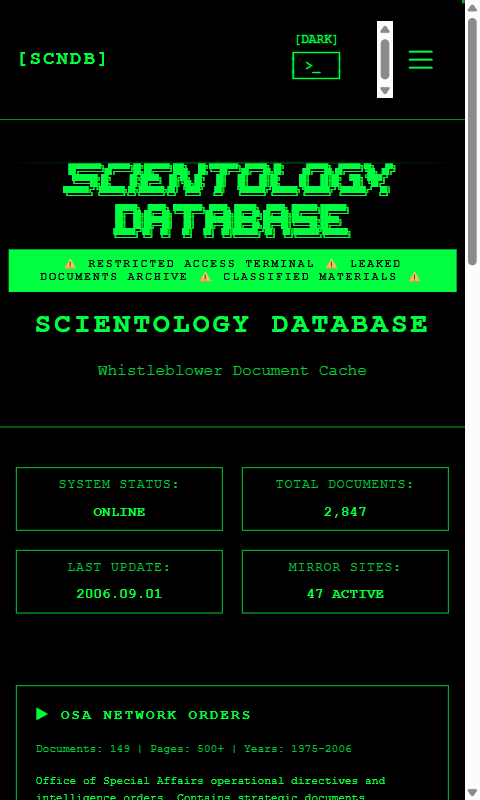 [SCNDB]
[DARK]
>_
SCIENTOLOGY
DATABASE
⚠️ RESTRICTED ACCESS TERMINAL ⚠️ LEAKED
DOCUMENTS ARCHIVE ⚠️ CLASSIFIED MATERIALS ⚠️
SCIENTOLOGY DATABASE
Whistleblower Document Cache
SYSTEM STATUS:
ONLINE
TOTAL DOCUMENTS:
2,847
LAST UPDATE:
2006.09.01
MIRROR SITES:
47 ACTIVE
▶ OSA NETWORK ORDERS
Documents: 149 | Pages: 500+ | Years: 1975-2006
Office of Special Affairs operational directives and
intelligence orders. Contains strategic documents